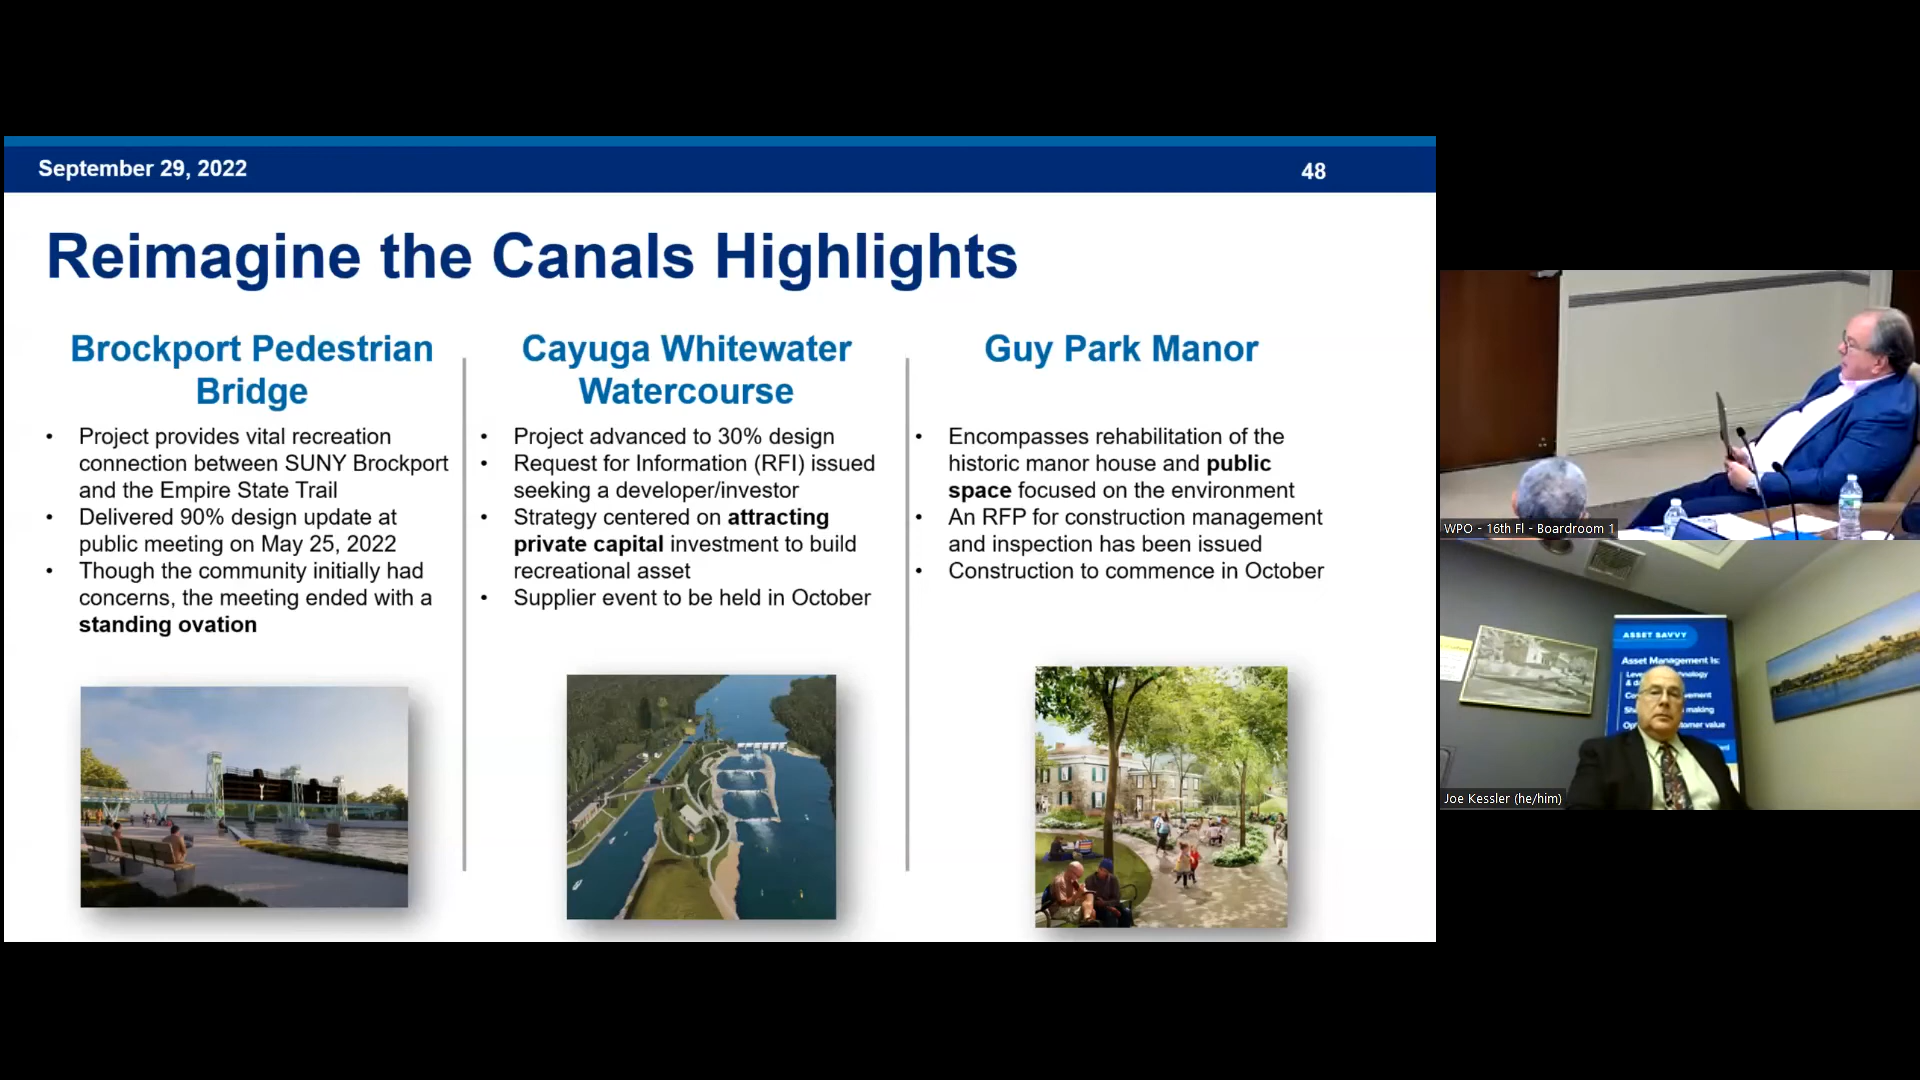 September 29, 2022
48
Reimagine the Canals Highlights
Brockport Pedestrian
Bridge
• Project provides vital recreation
connection between SUNY Brockport
and the Empire State Trail
• Delivered 90% design update at
public meeting on May 25, 2022
• Though the community initially had
concerns, the meeting ended with a
standing ovation
Cayuga Whitewater
Watercourse
• Project advanced to 30% design
• Request for Information (RFI) issued
seeking a developer/investor
• Strategy centered on attracting
private capital investment to build
recreational asset
• Supplier event to be held in October
Guy Park Manor
• Encompasses rehabilitation of the
historic manor house and public
space focused on the environment
• An RFP for construction management
and inspection has been issued
• Construction to commence in October
WPO - 16th Fl - Boardroom 1
ASSET SAVVY
Asset Management Is:
making
value
Joe Kessler (he/him)